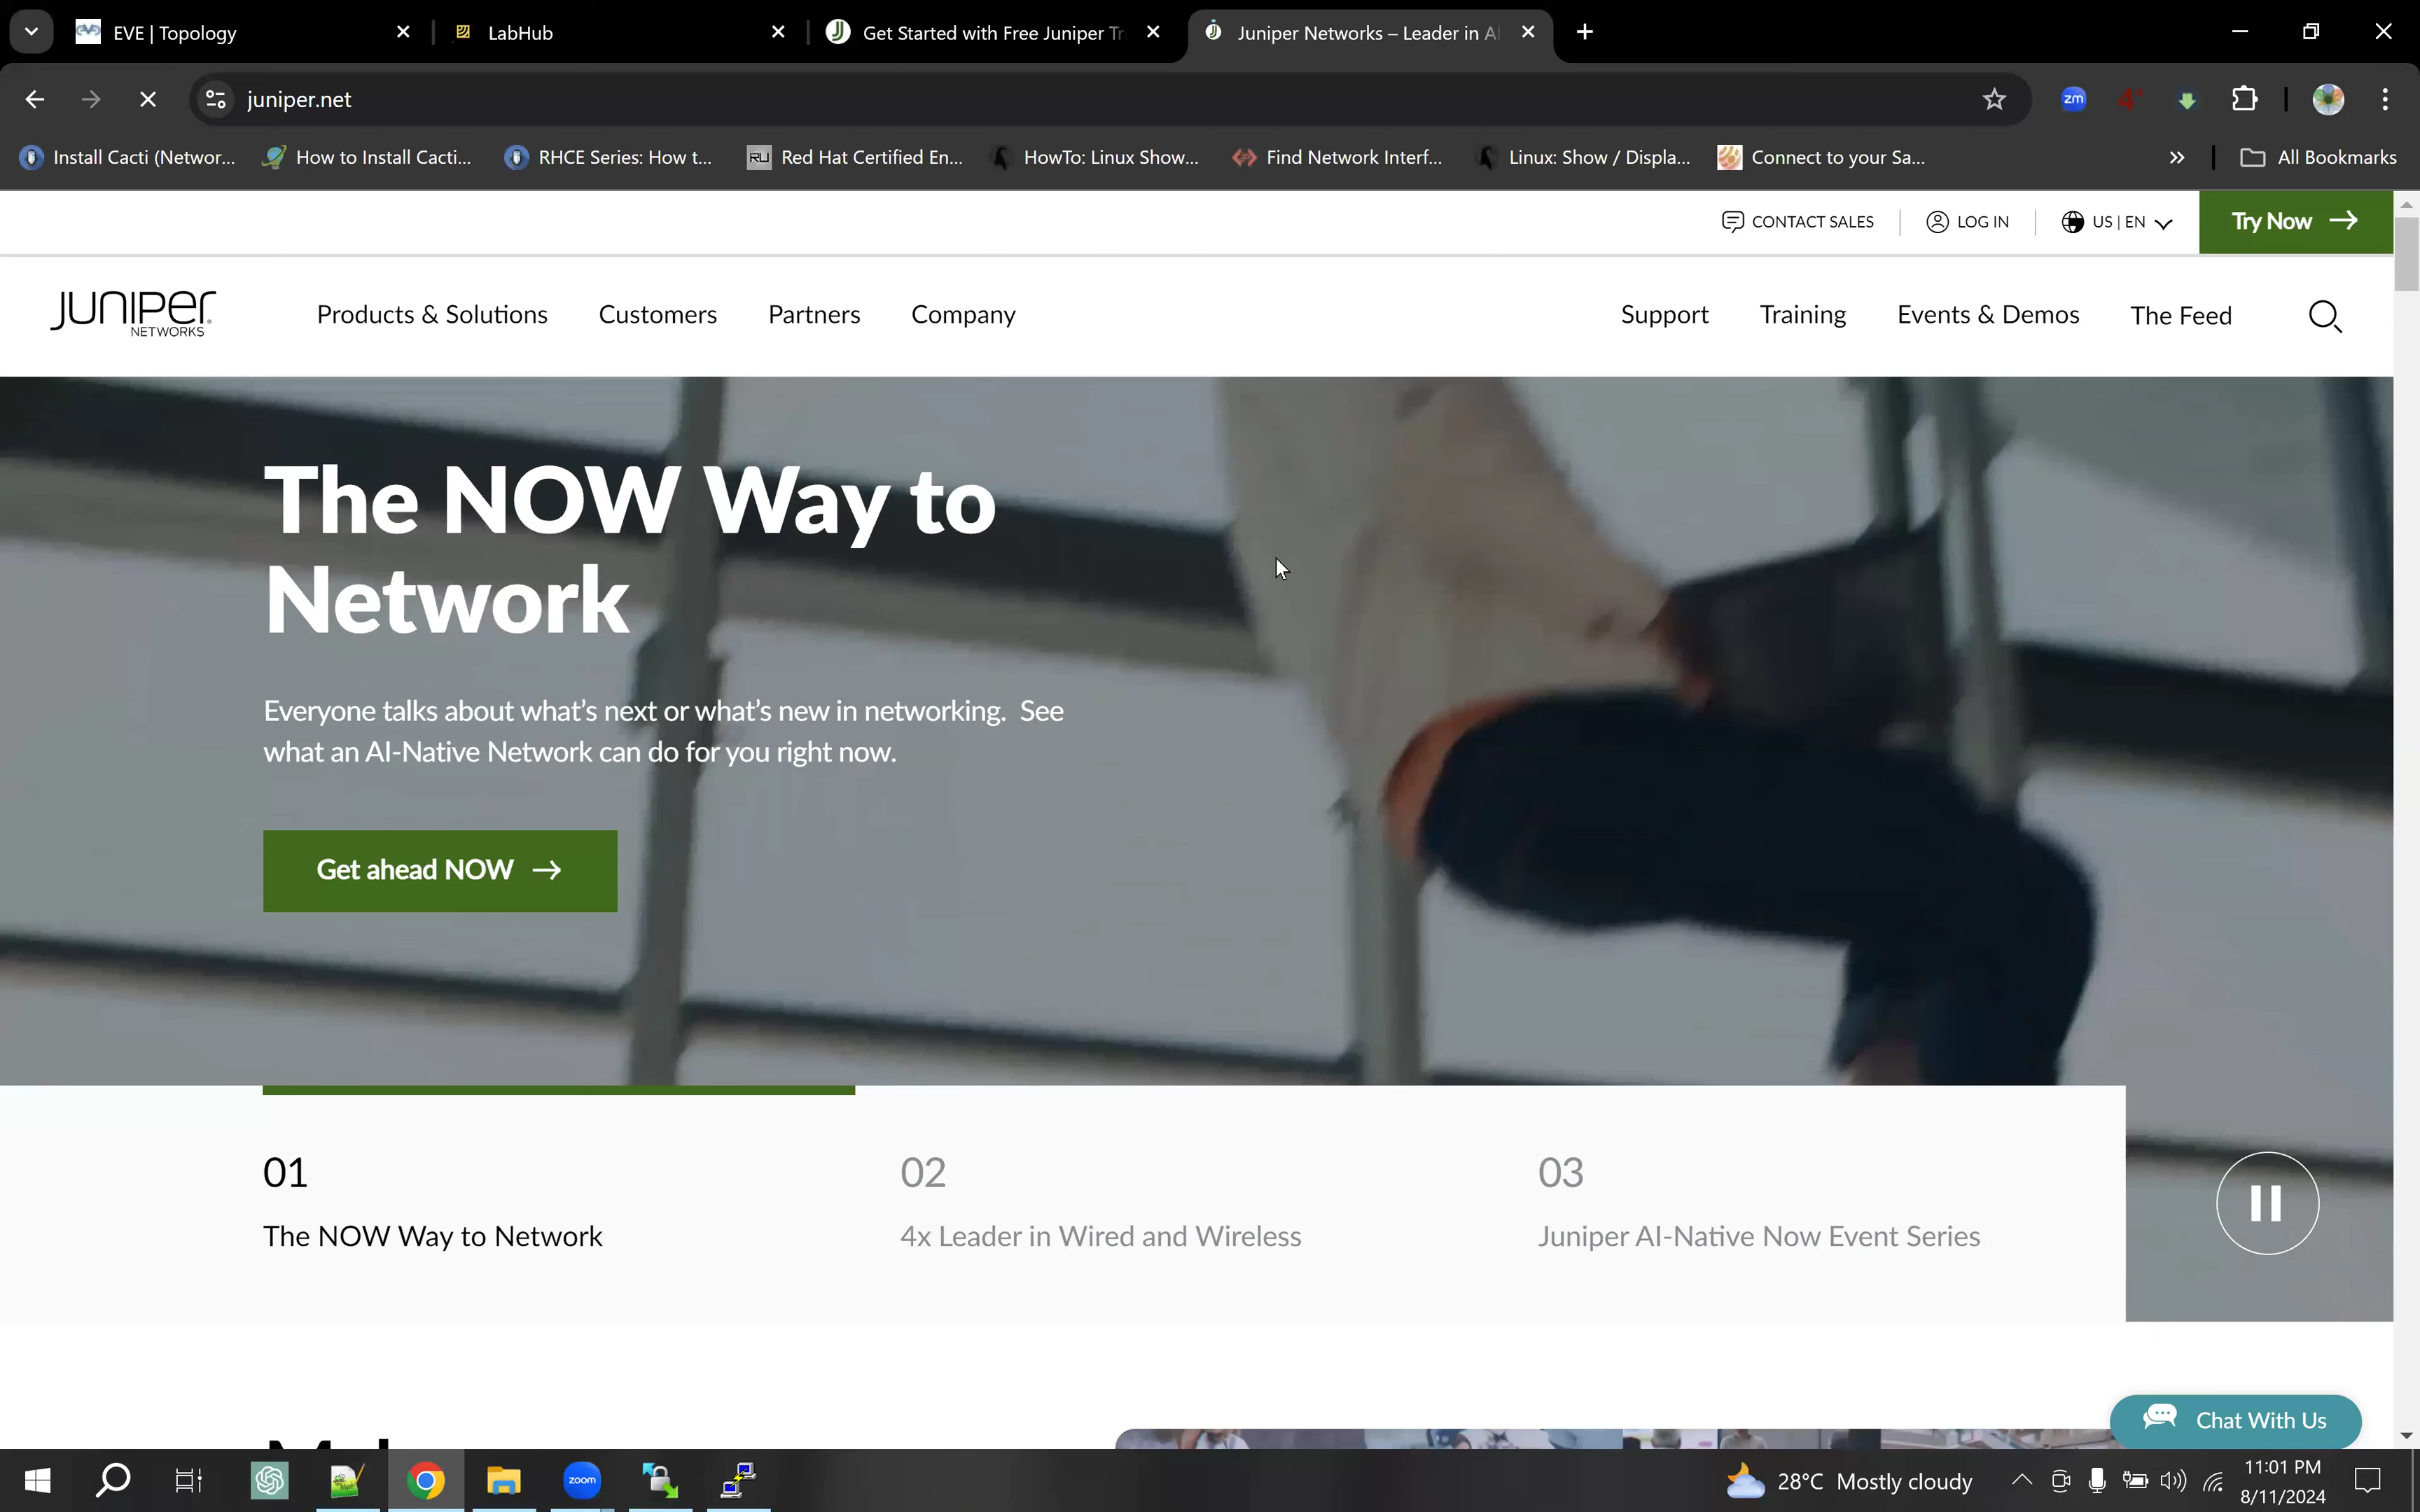 EVE | Topology
LabHub
Get Started with Free Juniper Tr
Juniper Networks – Leader in AI
juniper.net
zm
Install Cacti (Networ...
How to Install Cacti...
RHCE Series: How t...
RU
Red Hat Certified En...
HowTo: Linux Show...
Find Network Interf...
Linux: Show / Displa...
Connect to your Sa...
All Bookmarks
CONTACT SALES
LOG IN
US | EN
Try Now
JUNIPER NETWORKS
Products & Solutions
Customers
Partners
Company
Support
Training
Events & Demos
The Feed
The NOW Way to
Network
Everyone talks about what's next or what's new in networking. See
what an AI-Native Network can do for you right now.
Get ahead NOW
01
The NOW Way to Network
02
4x Leader in Wired and Wireless
03
Juniper AI-Native Now Event Series
Chat With Us
zoom
28°C Mostly cloudy
11:01 PM
8/11/2024